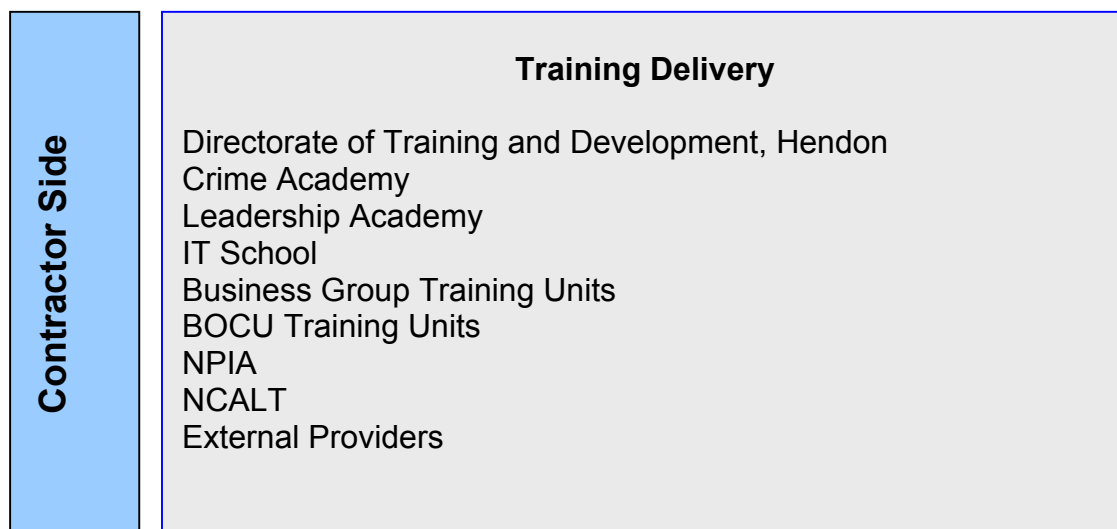 Contractor Side
Training Delivery
Directorate of Training and Development, Hendon
Crime Academy
Leadership Academy
IT School
Business Group Training Units
BOCU Training Units
NPIA
NCALT
External Providers